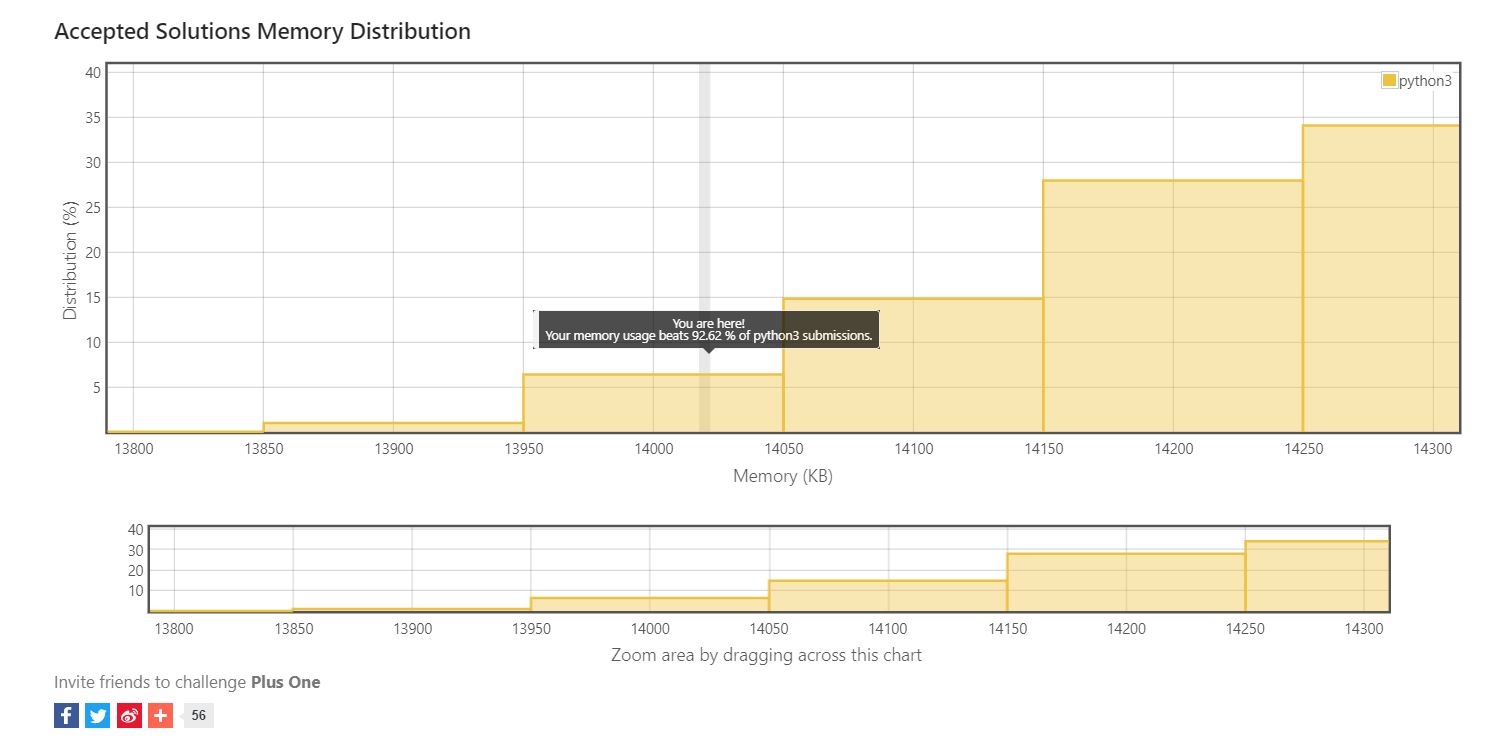 Accepted Solutions Memory Distribution
40
python3
35
30
25
20
15
10
5
Distribution (%)
You are here!
Your memory usage beats 92.62 % of python3 submissions.
13800 13850 13900 13950 14000 14050 14100 14150 14200 14250 14300
Memory (KB)
40
30
20
10
13800 13850 13900 13950 14000 14050 14100 14150 14200 14250 14300
Zoom area by dragging across this chart
Invite friends to challenge Plus One
56